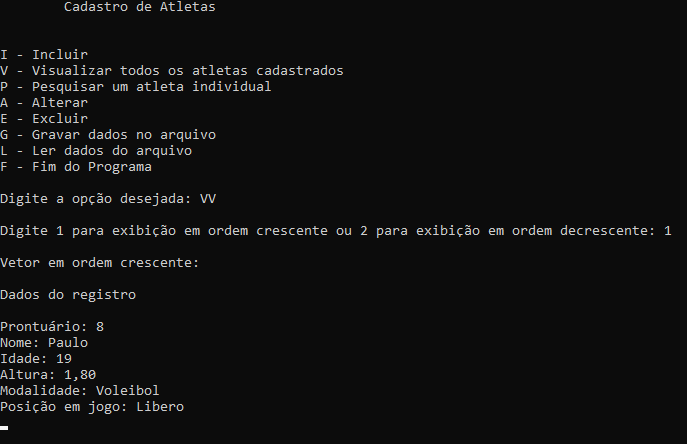 Cadastro de Atletas
I - Incluir
V - Visualizar todos os atletas cadastrados
P - Pesquisar um atleta individual
A - Alterar
E - Excluir
G - Gravar dados no arquivo
L - Ler dados do arquivo
F - Fim do Programa
Digite a opção desejada: VV
Digite 1 para exibição em ordem crescente ou 2 para exibição em ordem decrescente: 1
Vetor em ordem crescente:
Dados do registro
Prontuário: 8
Nome: Paulo
Idade: 19
Altura: 1,80
Modalidade: Voleibol
Posição em jogo: Libero